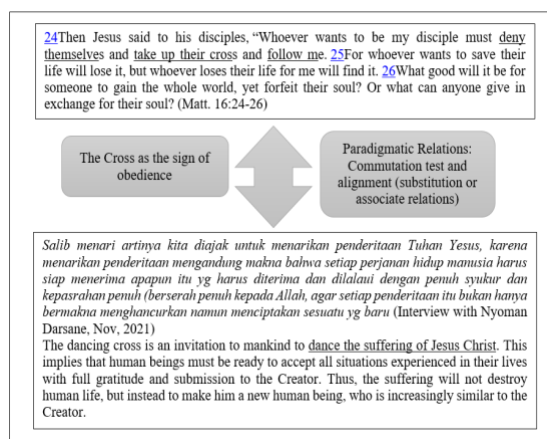 24Then Jesus said to his disciples, “Whoever wants to be my disciple must deny
themselves and take up their cross and follow me. 25For whoever wants to save their
life will lose it, but whoever loses their life for me will find it. 26What good will it be for
someone to gain the whole world, yet forfeit their soul? Or what can anyone give in
exchange for their soul? (Matt. 16:24-26)
The Cross as the sign of
obedience
Paradigmatic Relations:
Commutation test and
alignment (substitution or
associate relations)
Salib menari artinya kita diajak untuk menarikan penderitaan Tuhan Yesus, karena
menarikan penderitaan mengandung makna bahwa setiap perjanan hidup manusia harus
siap menerima apapun itu yg harus diterima dan dilalui dengan penuh syukur dan
kepasrahan penuh (berserah penuh kepada Allah, agar setiap penderitaan itu bukan hanya
bermakna menghancurkan namun menciptakan sesuatu yg baru (Interview with Nyoman
Darsane, Nov, 2021)
The dancing cross is an invitation to mankind to dance the suffering of Jesus Christ. This
implies that human beings must be ready to accept all situations experienced in their lives
with full gratitude and submission to the Creator. Thus, the suffering will not destroy
human life, but instead to make him a new human being, who is increasingly similar to the
Creator.